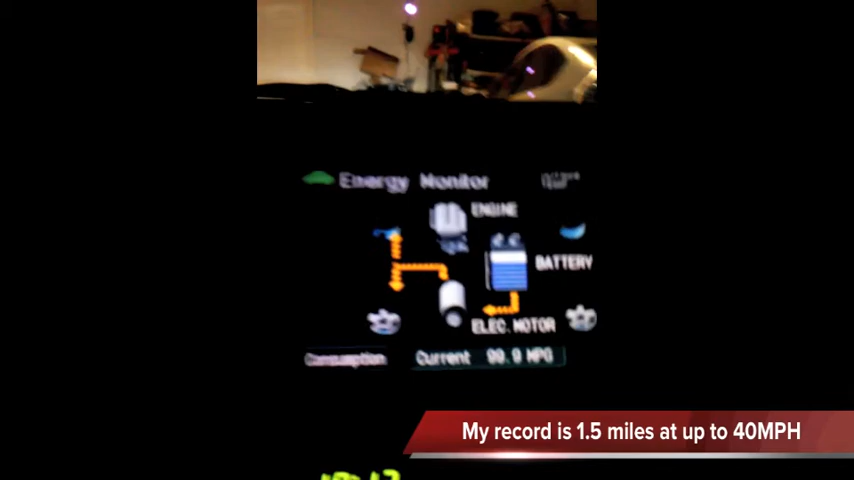 Energy Monitor
ENGINE
BATTERY
ELEC. MOTOR
Consumption
Current 99.9 MPG
My record is 1.5 miles at up to 40MPH